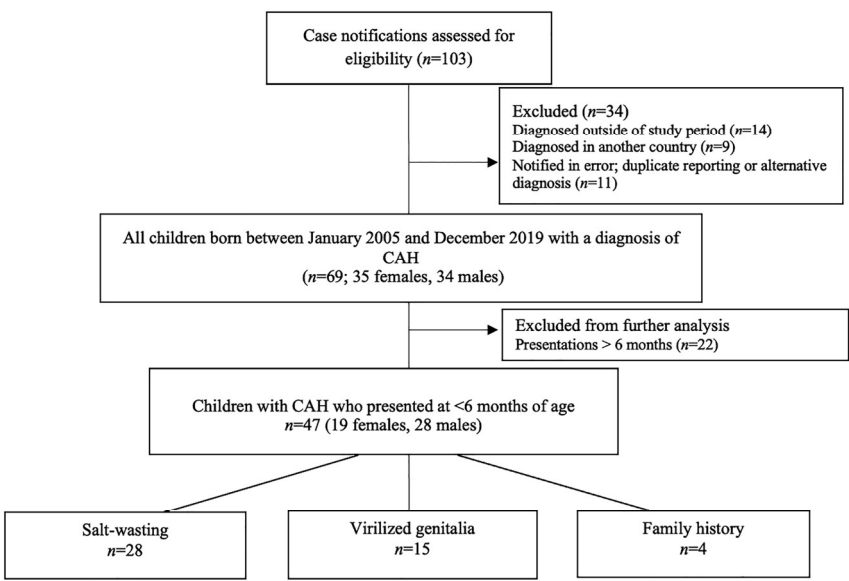 Case notifications assessed for
eligibility (n=103)
Excluded (n=34)
Diagnosed outside of study period (n=14)
Diagnosed in another country (n=9)
Notified in error; duplicate reporting or alternative
diagnosis (n=11)
All children born between January 2005 and December 2019 with a diagnosis of
CAH
(n=69; 35 females, 34 males)
Excluded from further analysis
Presentations > 6 months (n=22)
Children with CAH who presented at <6 months of age
n=47 (19 females, 28 males)
Salt-wasting
n=28
Virilized genitalia
n=15
Family history
n=4